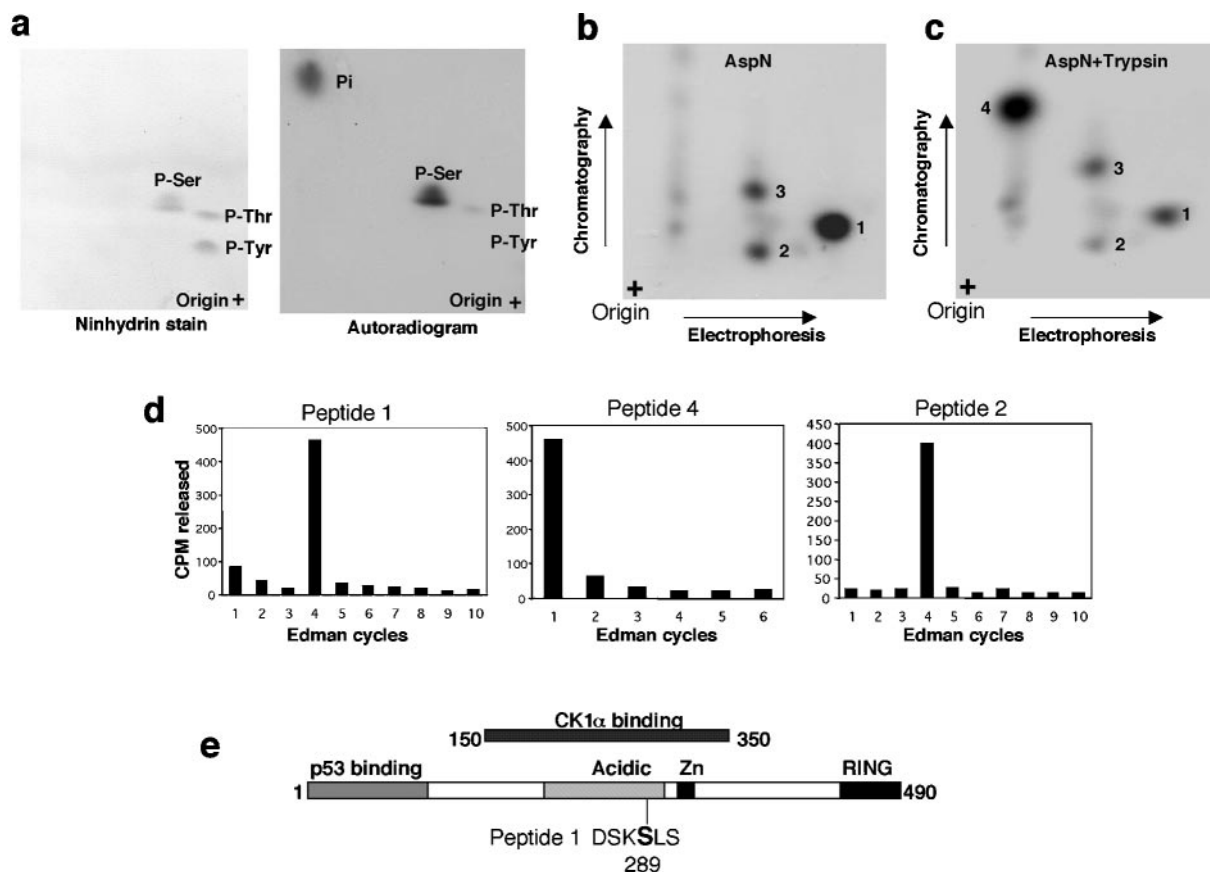 a
P-Ser
P-Thr
P-Tyr
Origin +
Ninhydrin stain
Pi
P-Ser
P-Thr
P-Tyr
Origin +
Autoradiogram
b
AspN
Chromatography
3
1
2
+
Origin
Electrophoresis
c
AspN+Trypsin
Chromatography
4
3
1
2
+
Origin
Electrophoresis
d
Peptide 1
CPM released
500
400
300
200
100
0
1 2 3 4 5 6 7 8 9 10
Edman cycles
Peptide 4
500
400
300
200
100
0
1 2 3 4 5 6
Edman cycles
Peptide 2
450
400
350
300
250
200
150
100
50
0
1 2 3 4 5 6 7 8 9 10
Edman cycles
e
CK1α binding
150 350
p53 binding Acidic Zn RING
1 490
Peptide 1 DSKSLS
289